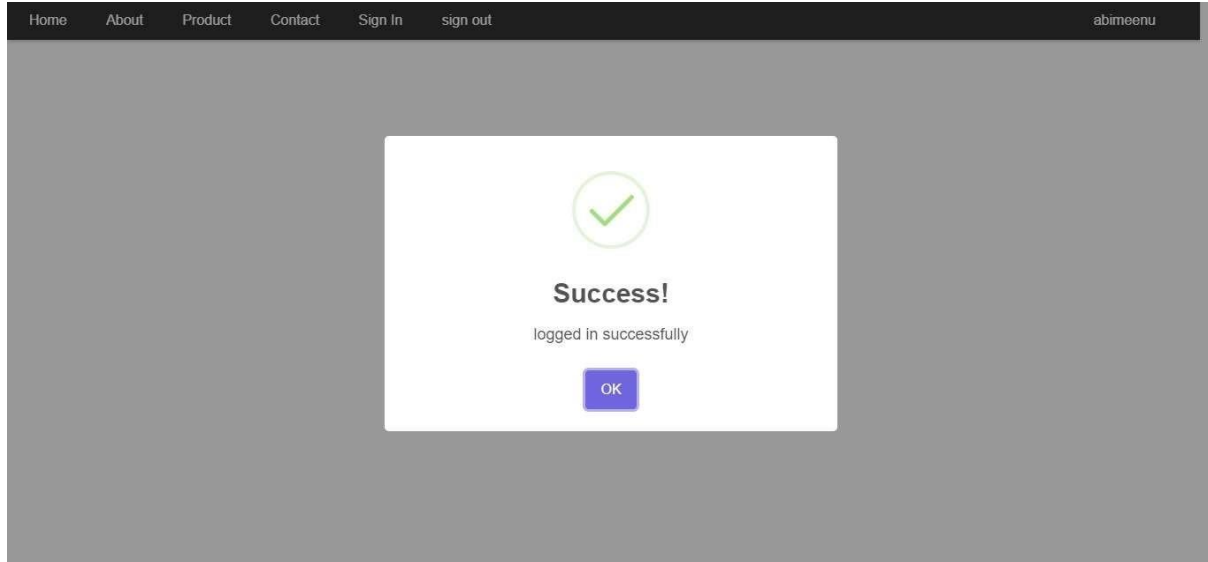 Home About Product Contact Sign In sign out abimeenu
Success!
logged in successfully
OK